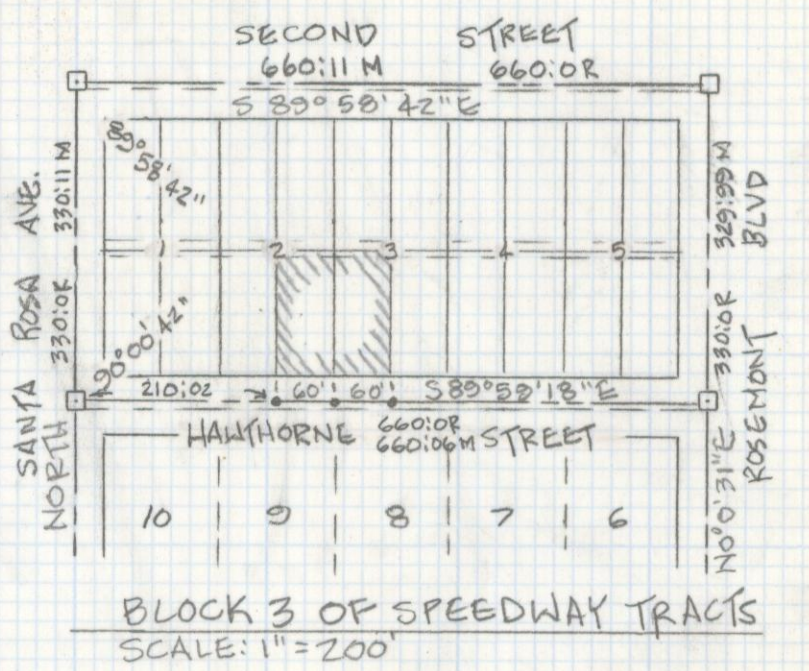 SECOND STREET
660.11 M 660.0R
S 89° 58' 42" E
89° 58' 42"
SANTA ROSA AVE.
330.0R 330.11 M
329.99 M
BLVD
1 2 3 4 5
90° 00' 42"
330.0R
ROSEMONT
210.02 60' 60' S 89° 58' 18" E
HAWTHORNE STREET
660.0R
660.06 M
NORTH
N0° 0' 31" E
10 9 8 7 6
BLOCK 3 OF SPEEDWAY TRACTS
SCALE: 1" = 200'